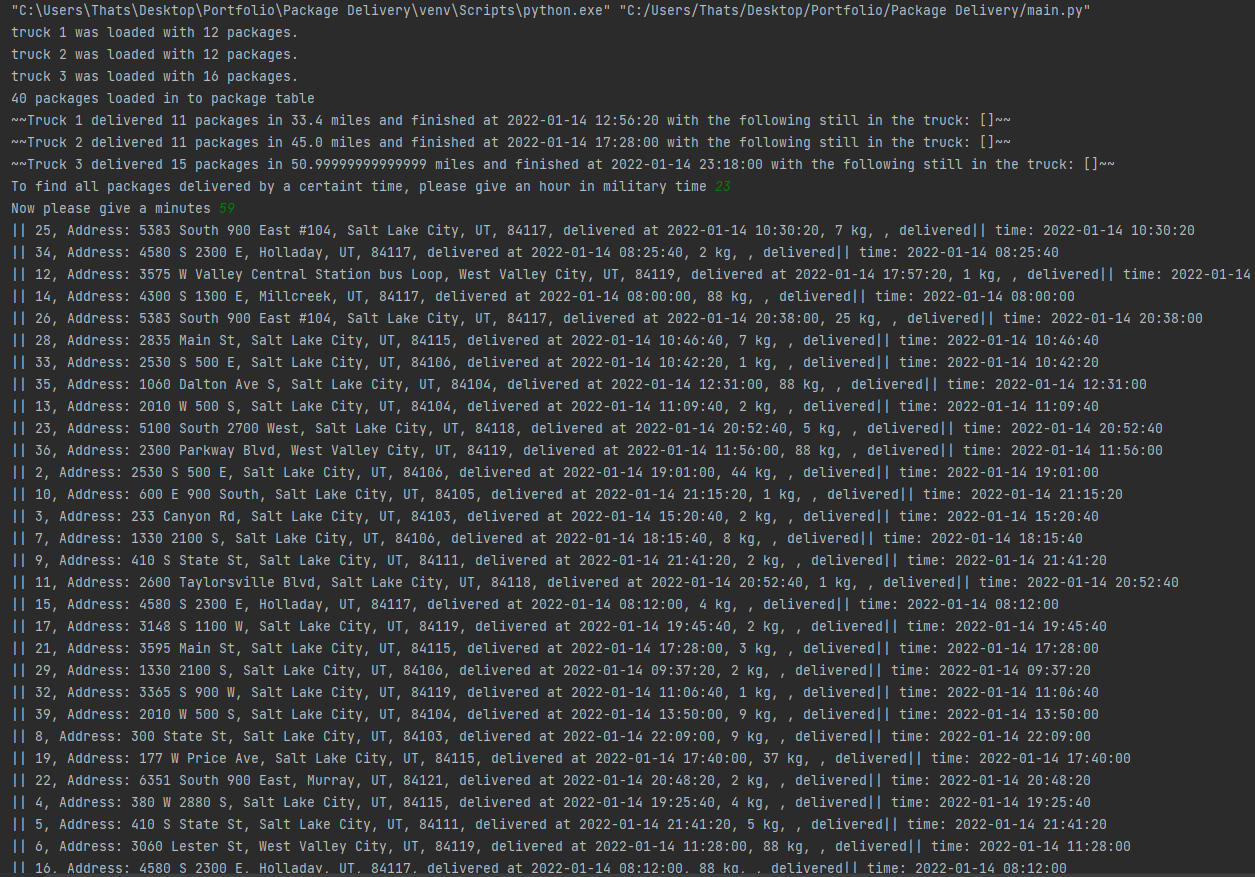 "C:\Users\Thats\Desktop\Portfolio\Package Delivery\venv\Scripts\python.exe" "C:/Users/Thats/Desktop/Portfolio/Package Delivery/main.py"
truck 1 was loaded with 12 packages.
truck 2 was loaded with 12 packages.
truck 3 was loaded with 16 packages.
40 packages loaded in to package table
~~Truck 1 delivered 11 packages in 33.4 miles and finished at 2022-01-14 12:56:20 with the following still in the truck: []~~
~~Truck 2 delivered 11 packages in 45.0 miles and finished at 2022-01-14 17:28:00 with the following still in the truck: []~~
~~Truck 3 delivered 15 packages in 50.99999999999999 miles and finished at 2022-01-14 23:18:00 with the following still in the truck: []~~
To find all packages delivered by a certaint time, please give an hour in military time 23
Now please give a minutes 59
|| 25, Address: 5383 South 900 East #104, Salt Lake City, UT, 84117, delivered at 2022-01-14 10:30:20, 7 kg, , delivered|| time: 2022-01-14 10:30:20
|| 34, Address: 4580 S 2300 E, Holladay, UT, 84117, delivered at 2022-01-14 08:25:40, 2 kg, , delivered|| time: 2022-01-14 08:25:40
|| 12, Address: 3575 W Valley Central Station bus Loop, West Valley City, UT, 84119, delivered at 2022-01-14 17:57:20, 1 kg, , delivered|| time: 2022-01-14
|| 14, Address: 4300 S 1300 E, Millcreek, UT, 84117, delivered at 2022-01-14 08:00:00, 88 kg, , delivered|| time: 2022-01-14 08:00:00
|| 26, Address: 5383 South 900 East #104, Salt Lake City, UT, 84117, delivered at 2022-01-14 20:38:00, 25 kg, , delivered|| time: 2022-01-14 20:38:00
|| 28, Address: 2835 Main St, Salt Lake City, UT, 84115, delivered at 2022-01-14 10:46:40, 7 kg, , delivered|| time: 2022-01-14 10:46:40
|| 33, Address: 2530 S 500 E, Salt Lake City, UT, 84106, delivered at 2022-01-14 10:42:20, 1 kg, , delivered|| time: 2022-01-14 10:42:20
|| 35, Address: 1060 Dalton Ave S, Salt Lake City, UT, 84104, delivered at 2022-01-14 12:31:00, 88 kg, , delivered|| time: 2022-01-14 12:31:00
|| 13, Address: 2010 W 500 S, Salt Lake City, UT, 84104, delivered at 2022-01-14 11:09:40, 2 kg, , delivered|| time: 2022-01-14 11:09:40
|| 23, Address: 5100 South 2700 West, Salt Lake City, UT, 84118, delivered at 2022-01-14 20:52:40, 5 kg, , delivered|| time: 2022-01-14 20:52:40
|| 36, Address: 2300 Parkway Blvd, West Valley City, UT, 84119, delivered at 2022-01-14 11:56:00, 88 kg, , delivered|| time: 2022-01-14 11:56:00
|| 2, Address: 2530 S 500 E, Salt Lake City, UT, 84106, delivered at 2022-01-14 19:01:00, 44 kg, , delivered|| time: 2022-01-14 19:01:00
|| 10, Address: 600 E 900 South, Salt Lake City, UT, 84105, delivered at 2022-01-14 21:15:20, 1 kg, , delivered|| time: 2022-01-14 21:15:20
|| 3, Address: 233 Canyon Rd, Salt Lake City, UT, 84103, delivered at 2022-01-14 15:20:40, 2 kg, , delivered|| time: 2022-01-14 15:20:40
|| 7, Address: 1330 2100 S, Salt Lake City, UT, 84106, delivered at 2022-01-14 18:15:40, 8 kg, , delivered|| time: 2022-01-14 18:15:40
|| 9, Address: 410 S State St, Salt Lake City, UT, 84111, delivered at 2022-01-14 21:41:20, 2 kg, , delivered|| time: 2022-01-14 21:41:20
|| 11, Address: 2600 Taylorsville Blvd, Salt Lake City, UT, 84118, delivered at 2022-01-14 20:52:40, 1 kg, , delivered|| time: 2022-01-14 20:52:40
|| 15, Address: 4580 S 2300 E, Holladay, UT, 84117, delivered at 2022-01-14 08:12:00, 4 kg, , delivered|| time: 2022-01-14 08:12:00
|| 17, Address: 3148 S 1100 W, Salt Lake City, UT, 84119, delivered at 2022-01-14 19:45:40, 2 kg, , delivered|| time: 2022-01-14 19:45:40
|| 21, Address: 3595 Main St, Salt Lake City, UT, 84115, delivered at 2022-01-14 17:28:00, 3 kg, , delivered|| time: 2022-01-14 17:28:00
|| 29, Address: 1330 2100 S, Salt Lake City, UT, 84106, delivered at 2022-01-14 09:37:20, 2 kg, , delivered|| time: 2022-01-14 09:37:20
|| 32, Address: 3365 S 900 W, Salt Lake City, UT, 84119, delivered at 2022-01-14 11:06:40, 1 kg, , delivered|| time: 2022-01-14 11:06:40
|| 39, Address: 2010 W 500 S, Salt Lake City, UT, 84104, delivered at 2022-01-14 13:50:00, 9 kg, , delivered|| time: 2022-01-14 13:50:00
|| 8, Address: 300 State St, Salt Lake City, UT, 84103, delivered at 2022-01-14 22:09:00, 9 kg, , delivered|| time: 2022-01-14 22:09:00
|| 19, Address: 177 W Price Ave, Salt Lake City, UT, 84115, delivered at 2022-01-14 17:40:00, 37 kg, , delivered|| time: 2022-01-14 17:40:00
|| 22, Address: 6351 South 900 East, Murray, UT, 84121, delivered at 2022-01-14 20:48:20, 2 kg, , delivered|| time: 2022-01-14 20:48:20
|| 4, Address: 380 W 2880 S, Salt Lake City, UT, 84115, delivered at 2022-01-14 19:25:40, 4 kg, , delivered|| time: 2022-01-14 19:25:40
|| 5, Address: 410 S State St, Salt Lake City, UT, 84111, delivered at 2022-01-14 21:41:20, 5 kg, , delivered|| time: 2022-01-14 21:41:20
|| 6, Address: 3060 Lester St, West Valley City, UT, 84119, delivered at 2022-01-14 11:28:00, 88 kg, , delivered|| time: 2022-01-14 11:28:00
|| 16, Address: 4580 S 2300 E, Holladay, UT, 84117, delivered at 2022-01-14 08:12:00, 88 kg, , delivered|| time: 2022-01-14 08:12:00